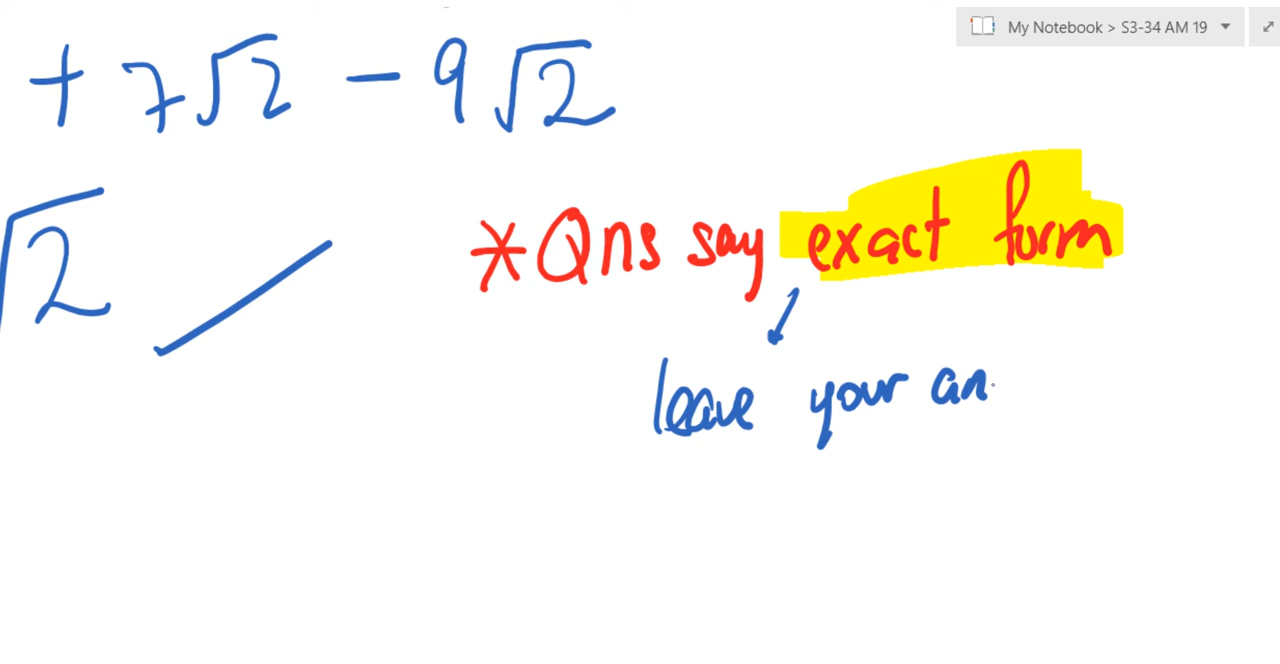 My Notebook > S3-34 AM 19
+ 7√2 - 9√2
√2
*Qns say exact form
leave your an